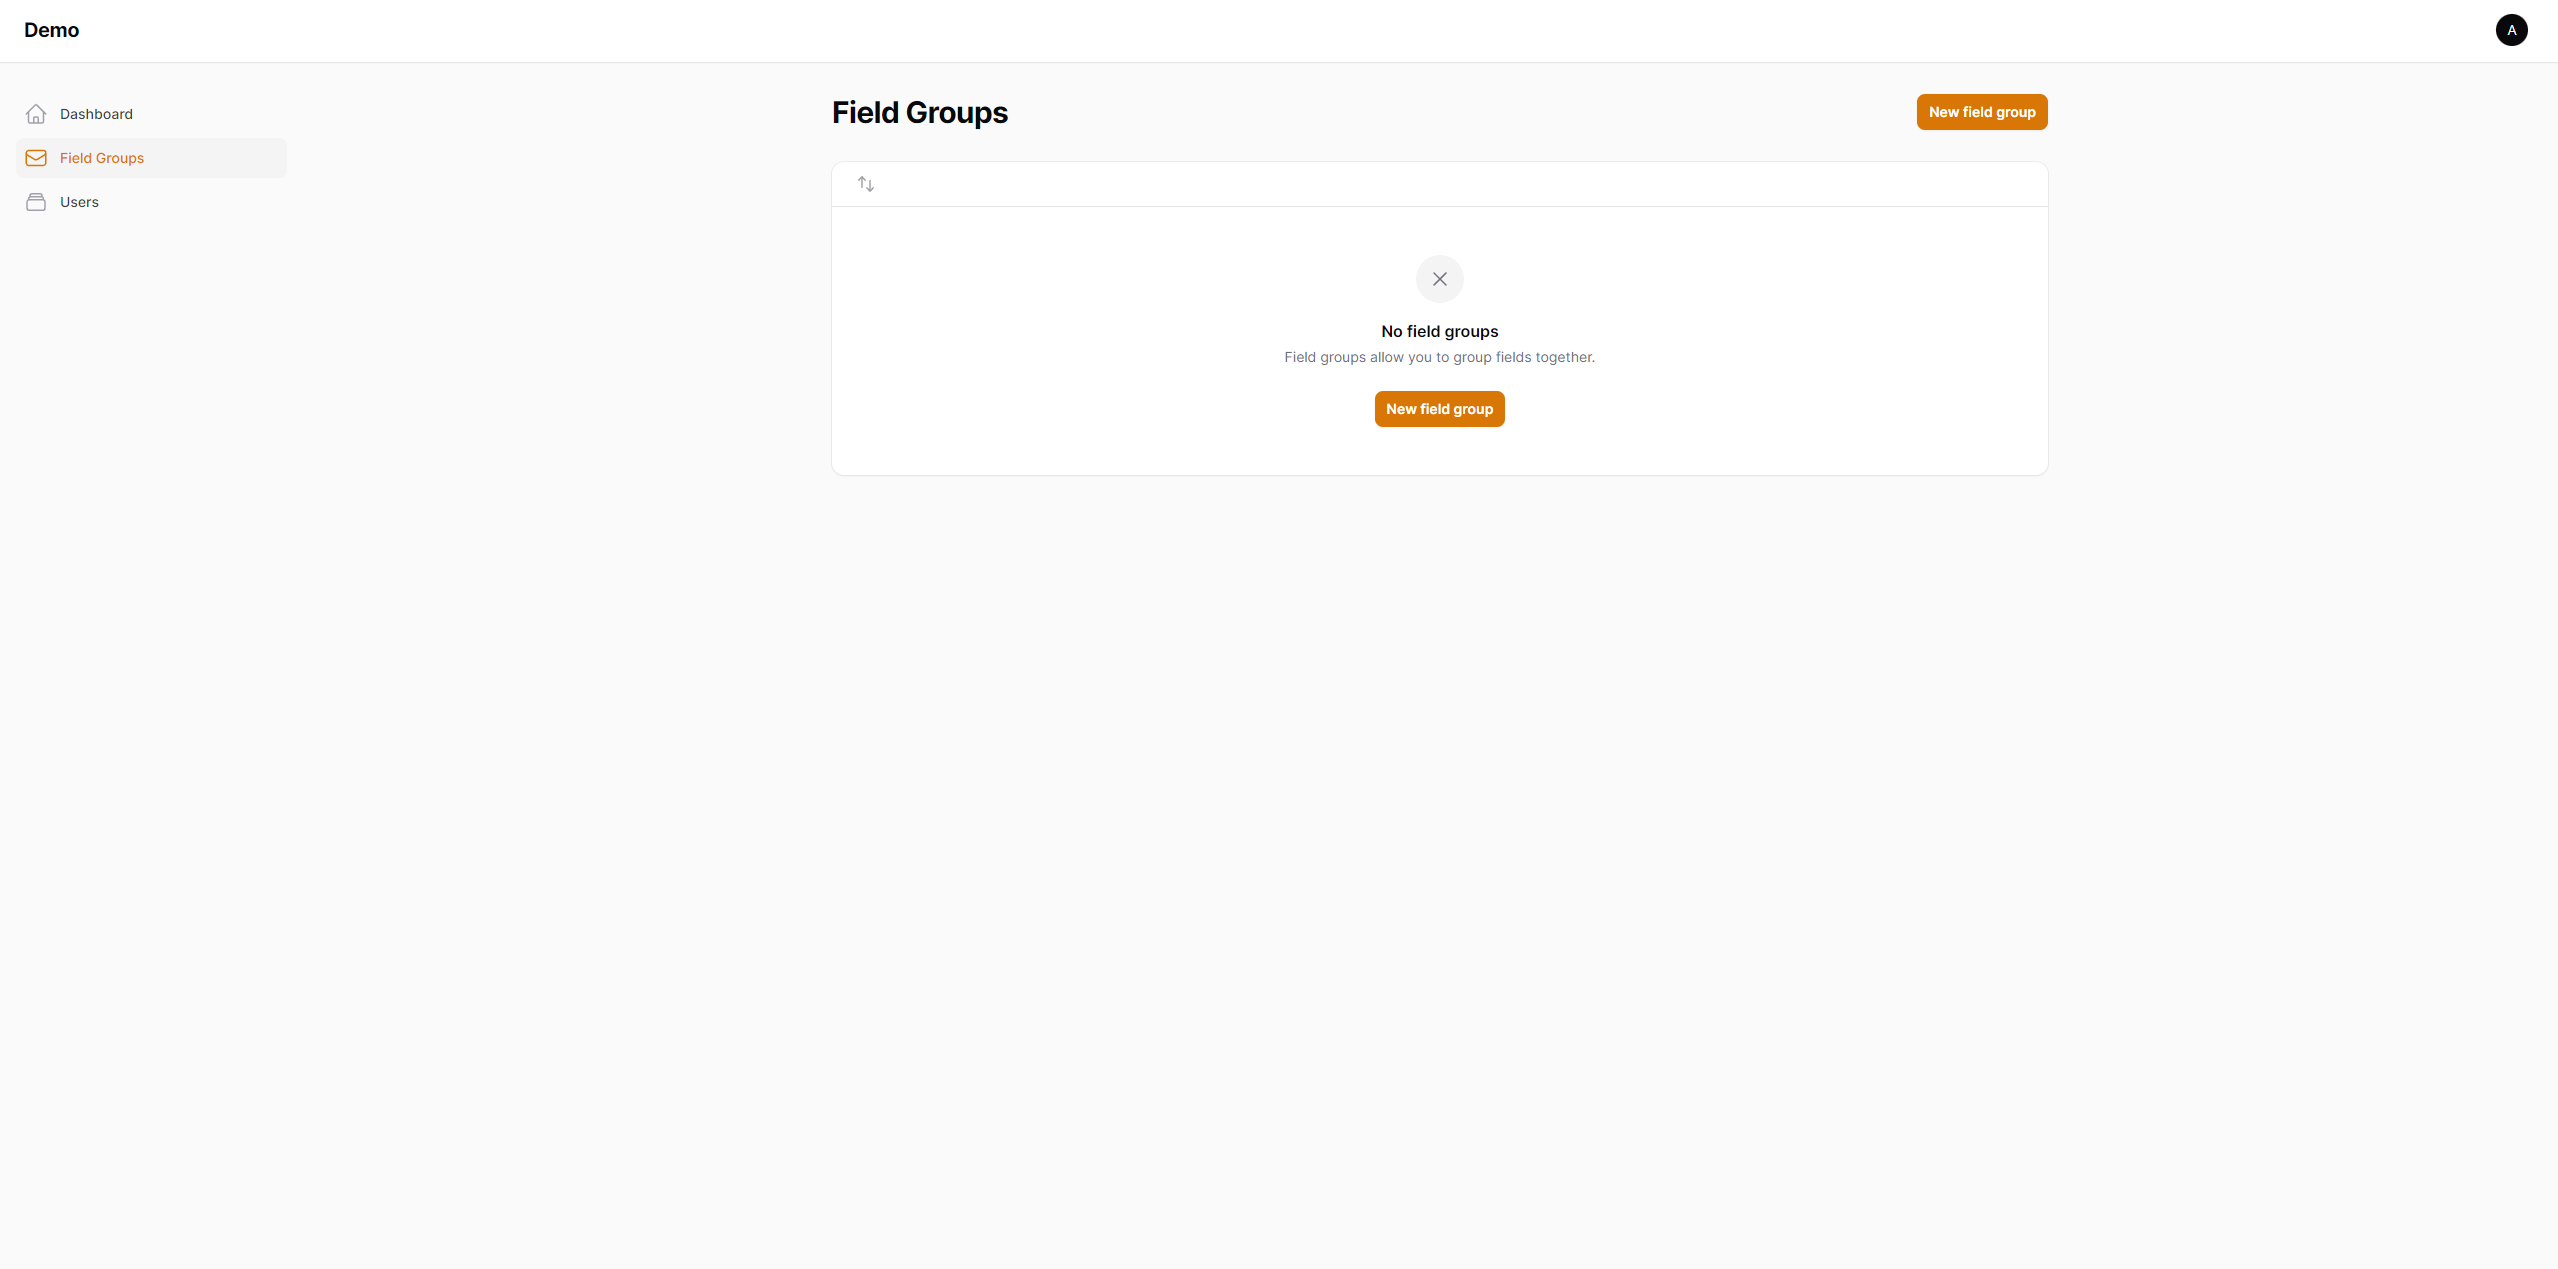 Demo
A
Dashboard
Field Groups
Users
Field Groups
New field group
No field groups
Field groups allow you to group fields together.
New field group